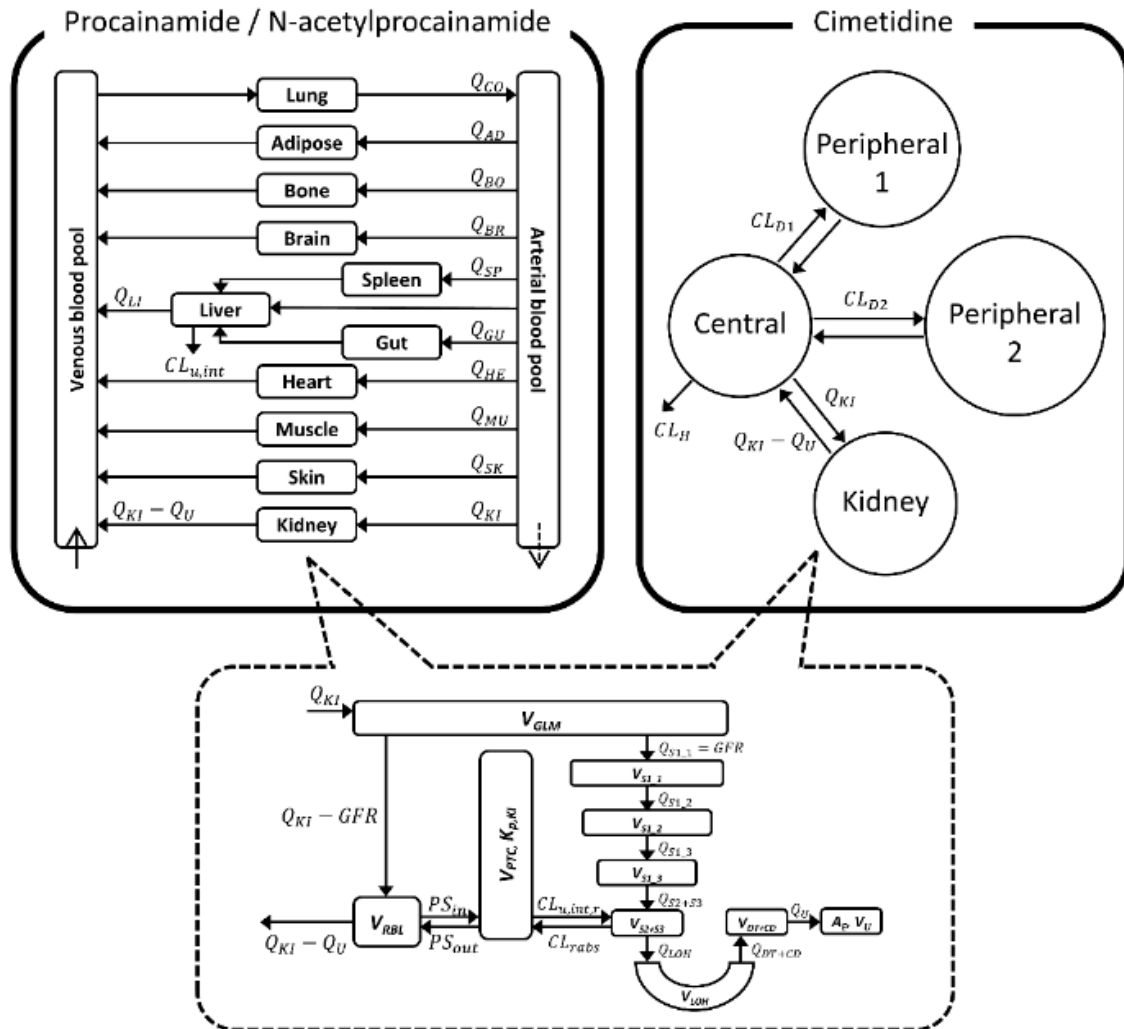 Procainamide / N-acetylprocainamide
Venous blood pool
Lung
Q_CO
Adipose
Q_AD
Bone
Q_BO
Brain
Q_BR
Spleen
Q_SP
Q_LI
Liver
Gut
Q_GU
CL_u,int
Heart
Q_HE
Muscle
Q_MU
Skin
Q_SK
Q_KI − Q_U
Kidney
Q_KI
Arterial blood pool
Cimetidine
Peripheral
1
CL_D1
Central
CL_D2
Peripheral
2
CL_H
Q_KI
Q_KI − Q_U
Kidney
Q_KI
V_GLM
Q_S1_1 = GFR
V_S1_1
Q_S1_2
V_S1_2
Q_S1_3
V_S1_3
Q_S2+S3
Q_KI − GFR
V_PTC, K_p,KI
V_RBL
PS_in
PS_out
CL_u,int,r
CL_rabs
V_S2+S3
Q_KI − Q_U
Q_LOH
V_LOH
Q_DT+CD
V_DT+CD
Q_U
V_U